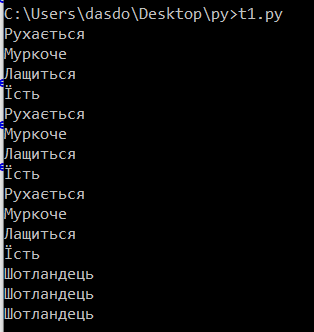 C:\Users\dasdo\Desktop\py>t1.py
Рухається
Муркоче
Лащиться
Їсть
Рухається
Муркоче
Лащиться
Їсть
Рухається
Муркоче
Лащиться
Їсть
Шотландець
Шотландець
Шотландець